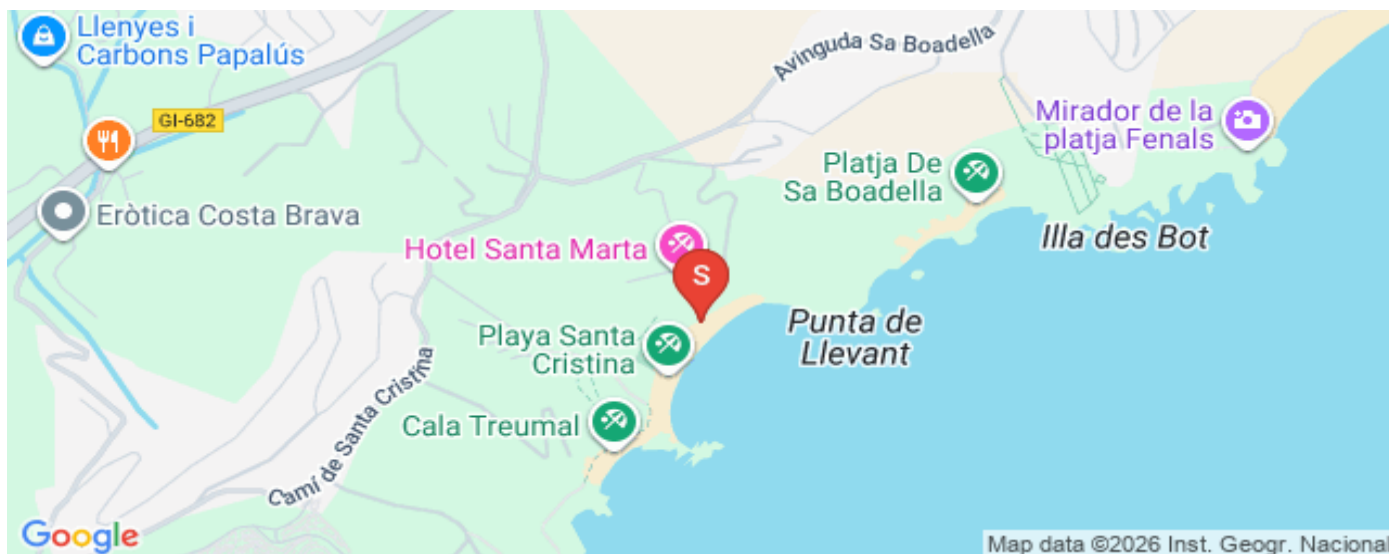 Llenyes i
Carbons Papalús
GI-682
Avinguda Sa Boadella
Mirador de la
platja Fenals
Platja De
Sa Boadella
Eròtica Costa Brava
Illa des Bot
Hotel Santa Marta
S
Punta de
Llevant
Playa Santa
Cristina
Cala Treumal
Camí de Santa Cristina
Google
Map data ©2026 Inst. Geogr. Nacional